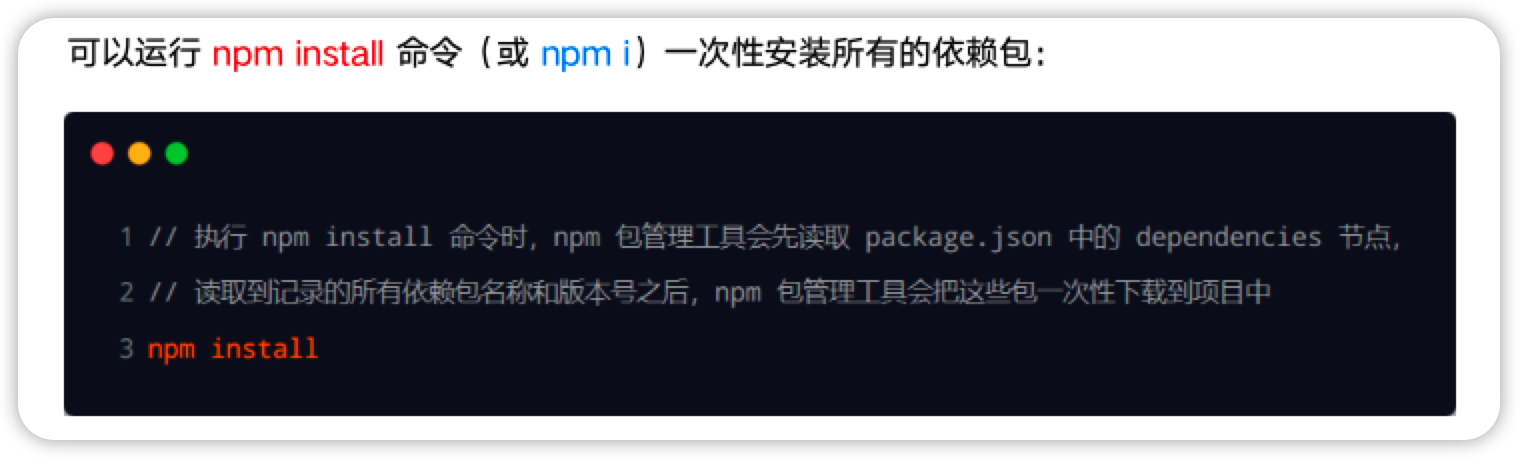 可以运行 npm install 命令（或 npm i）一次性安装所有的依赖包：
1 // 执行 npm install 命令时，npm 包管理工具会先读取 package.json 中的 dependencies 节点，
2 // 读取到记录的所有依赖包名称和版本号之后，npm 包管理工具会把这些包一次性下载到项目中
3 npm install